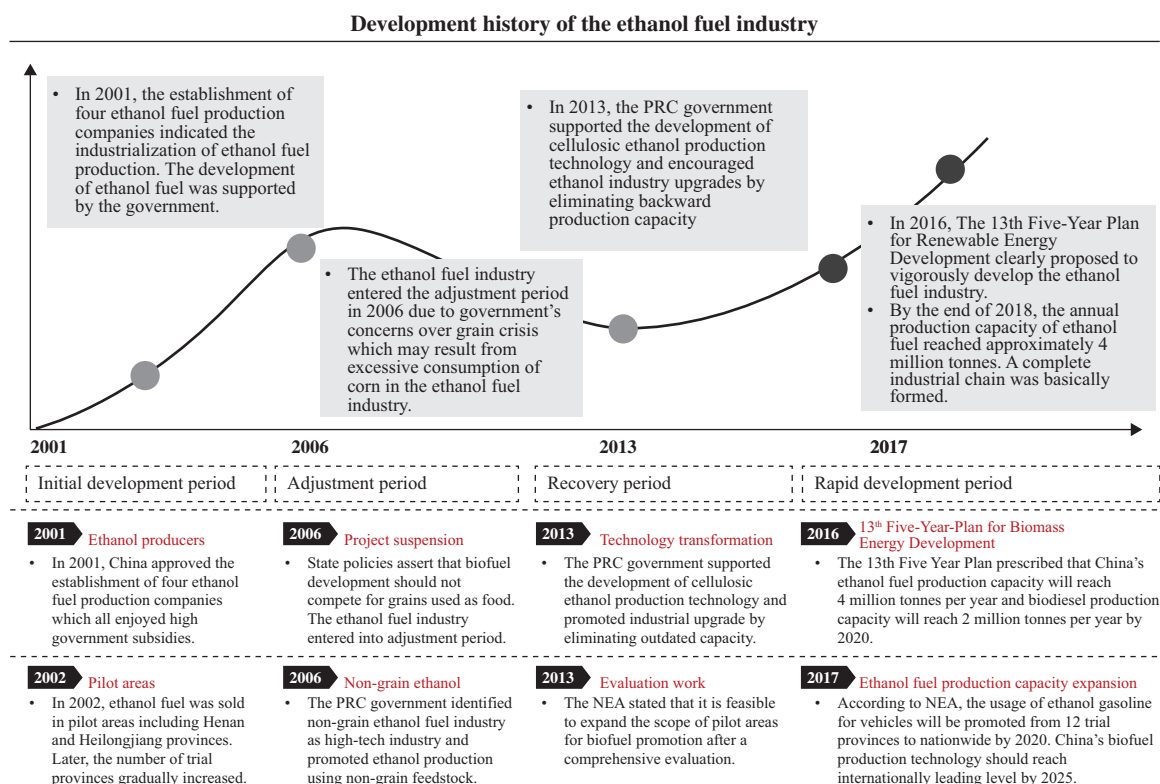 Development history of the ethanol fuel industry
• In 2001, the establishment of
four ethanol fuel production
companies indicated the
industrialization of ethanol fuel
production. The development
of ethanol fuel was supported
by the government.
• The ethanol fuel industry
entered the adjustment period
in 2006 due to government's
concerns over grain crisis
which may result from
excessive consumption of
corn in the ethanol fuel
industry.
• In 2013, the PRC government
supported the development of
cellulosic ethanol production
technology and encouraged
ethanol industry upgrades by
eliminating backward
production capacity
• In 2016, The 13th Five-Year Plan
for Renewable Energy
Development clearly proposed to
vigorously develop the ethanol
fuel industry.
• By the end of 2018, the annual
production capacity of ethanol
fuel reached approximately 4
million tonnes. A complete
industrial chain was basically
formed.
2001
2006
2013
2017
Initial development period
Adjustment period
Recovery period
Rapid development period
2001 Ethanol producers
• In 2001, China approved the
establishment of four ethanol
fuel production companies
which all enjoyed high
government subsidies.
2006 Project suspension
• State policies assert that biofuel
development should not
compete for grains used as food.
The ethanol fuel industry
entered into adjustment period.
2013 Technology transformation
• The PRC government supported
the development of cellulosic
ethanol production technology and
promoted industrial upgrade by
eliminating outdated capacity.
2016 13th Five-Year-Plan for Biomass
Energy Development
• The 13th Five Year Plan prescribed that China's
ethanol fuel production capacity will reach
4 million tonnes per year and biodiesel production
capacity will reach 2 million tonnes per year by
2020.
2002 Pilot areas
• In 2002, ethanol fuel was sold
in pilot areas including Henan
and Heilongjiang provinces.
Later, the number of trial
provinces gradually increased.
2006 Non-grain ethanol
• The PRC government identified
non-grain ethanol fuel industry
as high-tech industry and
promoted ethanol production
using non-grain feedstock.
2013 Evaluation work
• The NEA stated that it is feasible
to expand the scope of pilot areas
for biofuel promotion after a
comprehensive evaluation.
2017 Ethanol fuel production capacity expansion
• According to NEA, the usage of ethanol gasoline
for vehicles will be promoted from 12 trial
provinces to nationwide by 2020. China's biofuel
production technology should reach
internationally leading level by 2025.